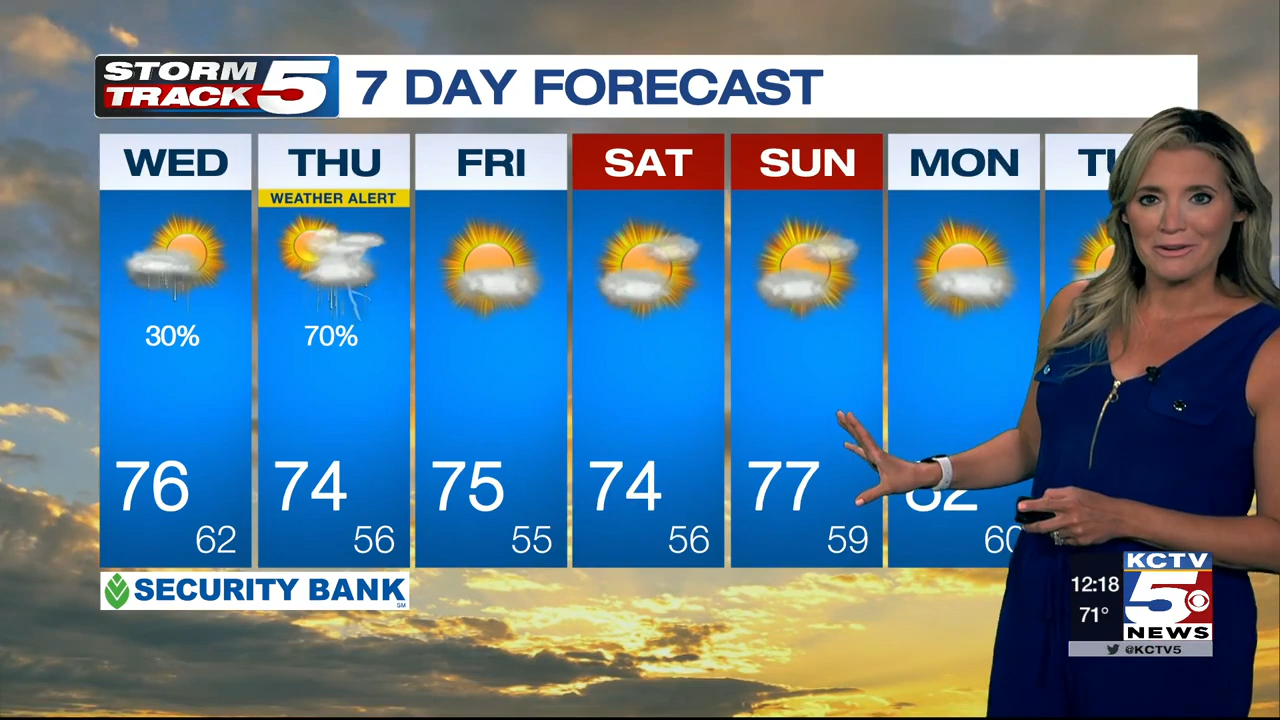 STORM TRACK 5
7 DAY FORECAST
WED THU FRI SAT SUN MON
WEATHER ALERT
30% 70%
76 74 75 74 77
62 56 55 56 59 60
SECURITY BANK
SM
12:18
71°
KCTV
5
NEWS
@KCTV5